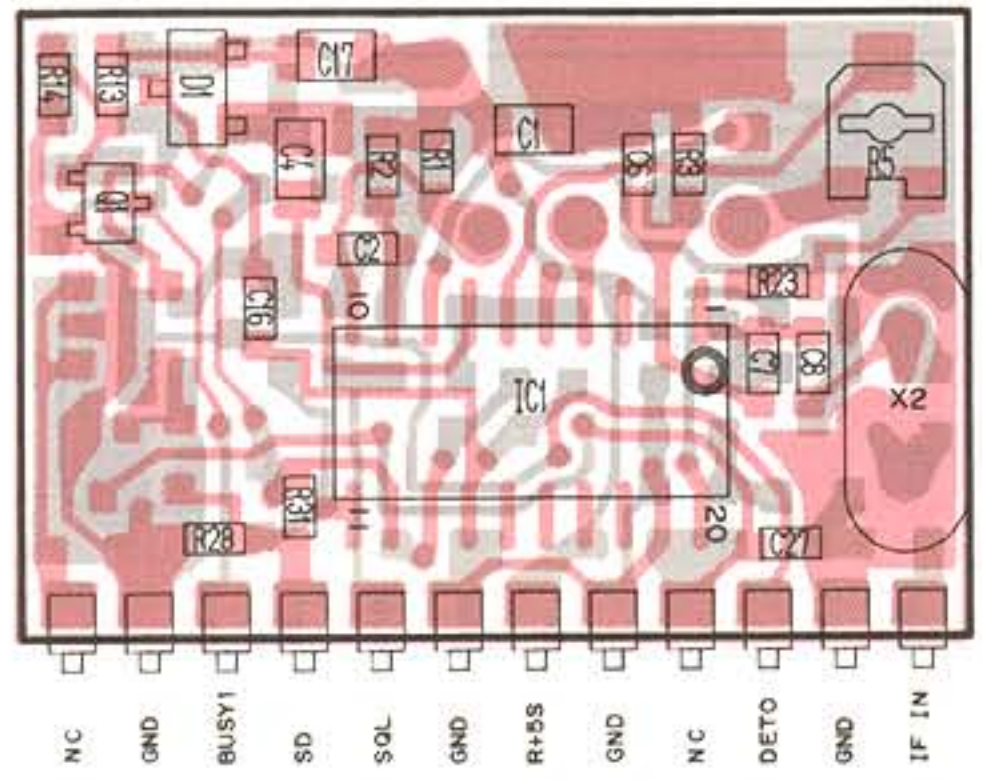 R14
R13
D1
C17
C4
R2
R1
C1
C6
R3
R5
Q1
C2
R23
C16
10
1
C7
C8
IC1
X2
R31
11
20
R28
C27
NC
GND
BUSY1
SD
SQL
GND
R+5S
GND
NC
DETO
GND
IF IN